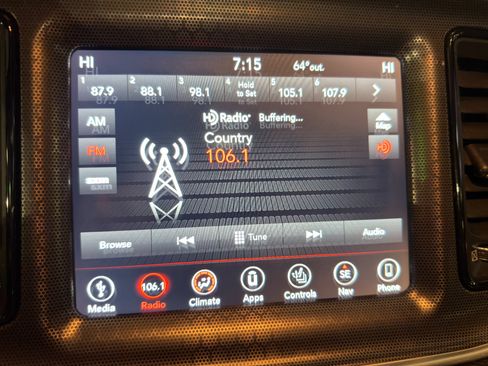 HI 7:15 64°out. HI
1 87.9 2 88.1 3 98.1 4 Hold to Set 5 105.1 6 107.9
AM HD Radio Buffering... Map
Country
FM 106.1 HD
sxm
Browse Tune Audio
106.1 SE
Media Radio Climate Apps Controls Nav Phone